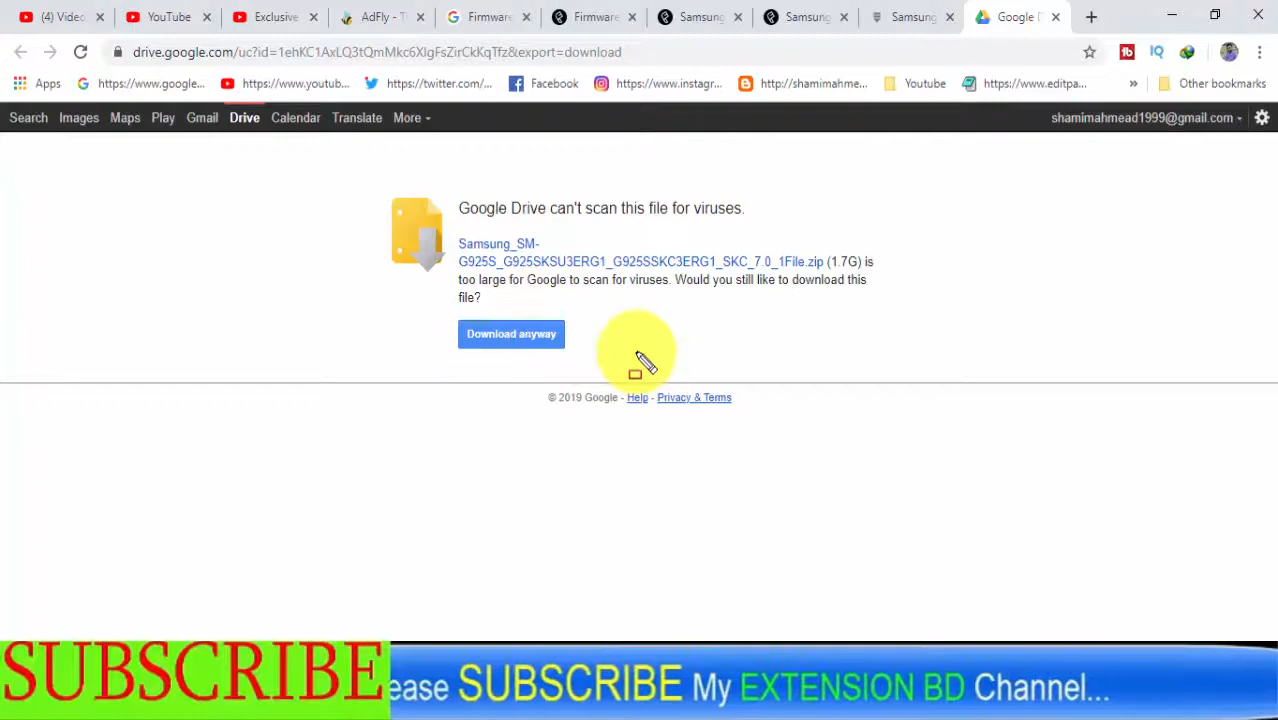 (4) Video
YouTube
Exclusive
AdFly - T
Firmware
Firmware
Samsung
Samsung
Samsung
Google D
drive.google.com/uc?id=1ehKC1AxLQ3tQmMkc6XIgFsZirCkKqTfz&export=download
Apps
https://www.google...
https://www.youtub...
https://twitter.com/...
Facebook
https://www.instagr...
http://shamimahme...
Youtube
https://www.editpa...
»
Other bookmarks
Search Images Maps Play Gmail Drive Calendar Translate More
shamimahmead1999@gmail.com
Google Drive can't scan this file for viruses.
Samsung_SM-
G925S_G925SKSU3ERG1_G925SSKC3ERG1_SKC_7.0_1File.zip (1.7G) is
too large for Google to scan for viruses. Would you still like to download this
file?
Download anyway
© 2019 Google - Help - Privacy & Terms
SUBSCRIBE
ease SUBSCRIBE My EXTENSION BD Channel...